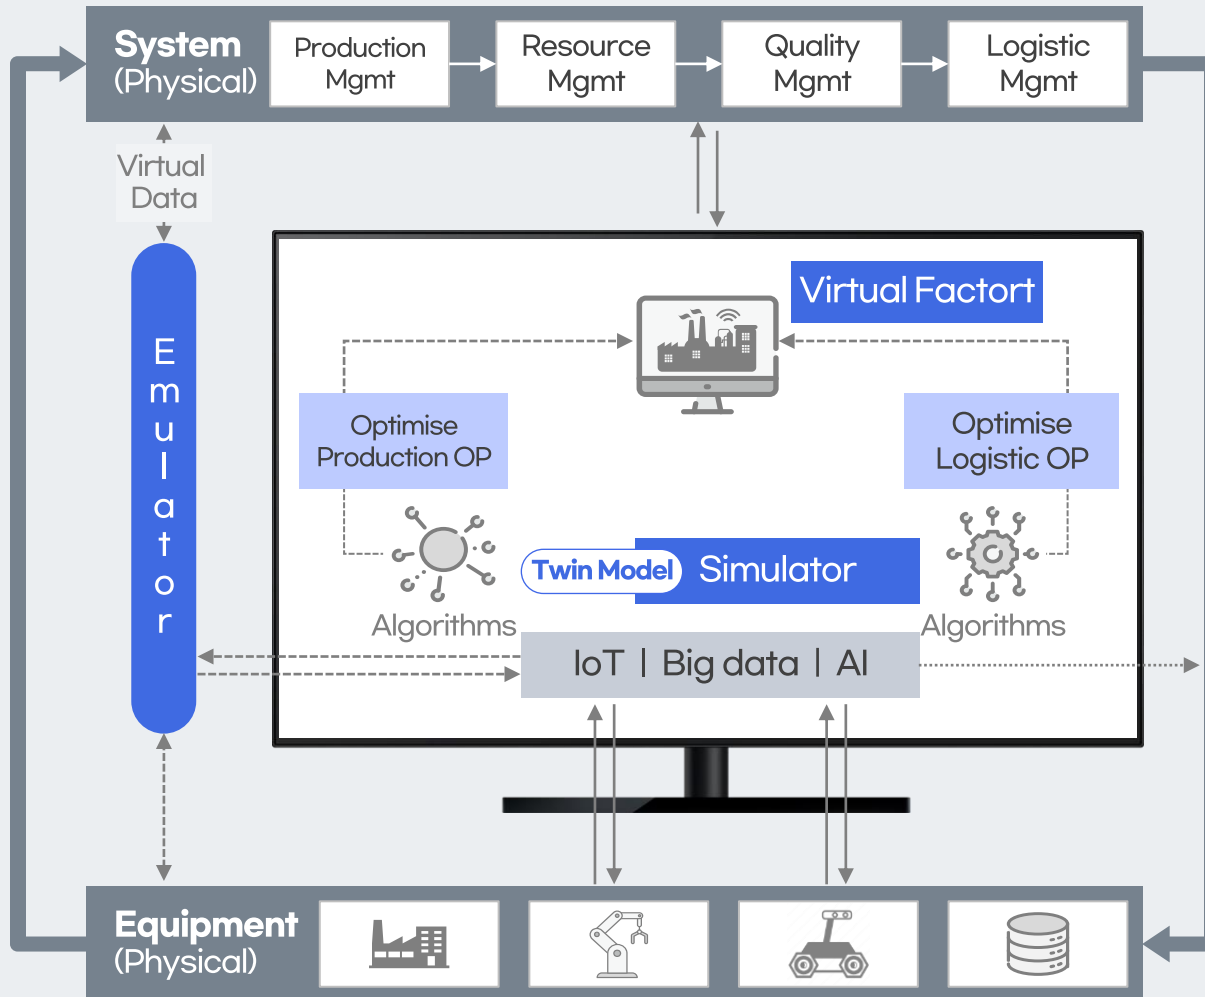 System
(Physical)
Production
Mgmt
Resource
Mgmt
Quality
Mgmt
Logistic
Mgmt
Virtual
Data
Emulator
Virtual Factort
Optimise
Production OP
Optimise
Logistic OP
Twin Model
Simulator
Algorithms
Algorithms
IoT | Big data | AI
Equipment
(Physical)